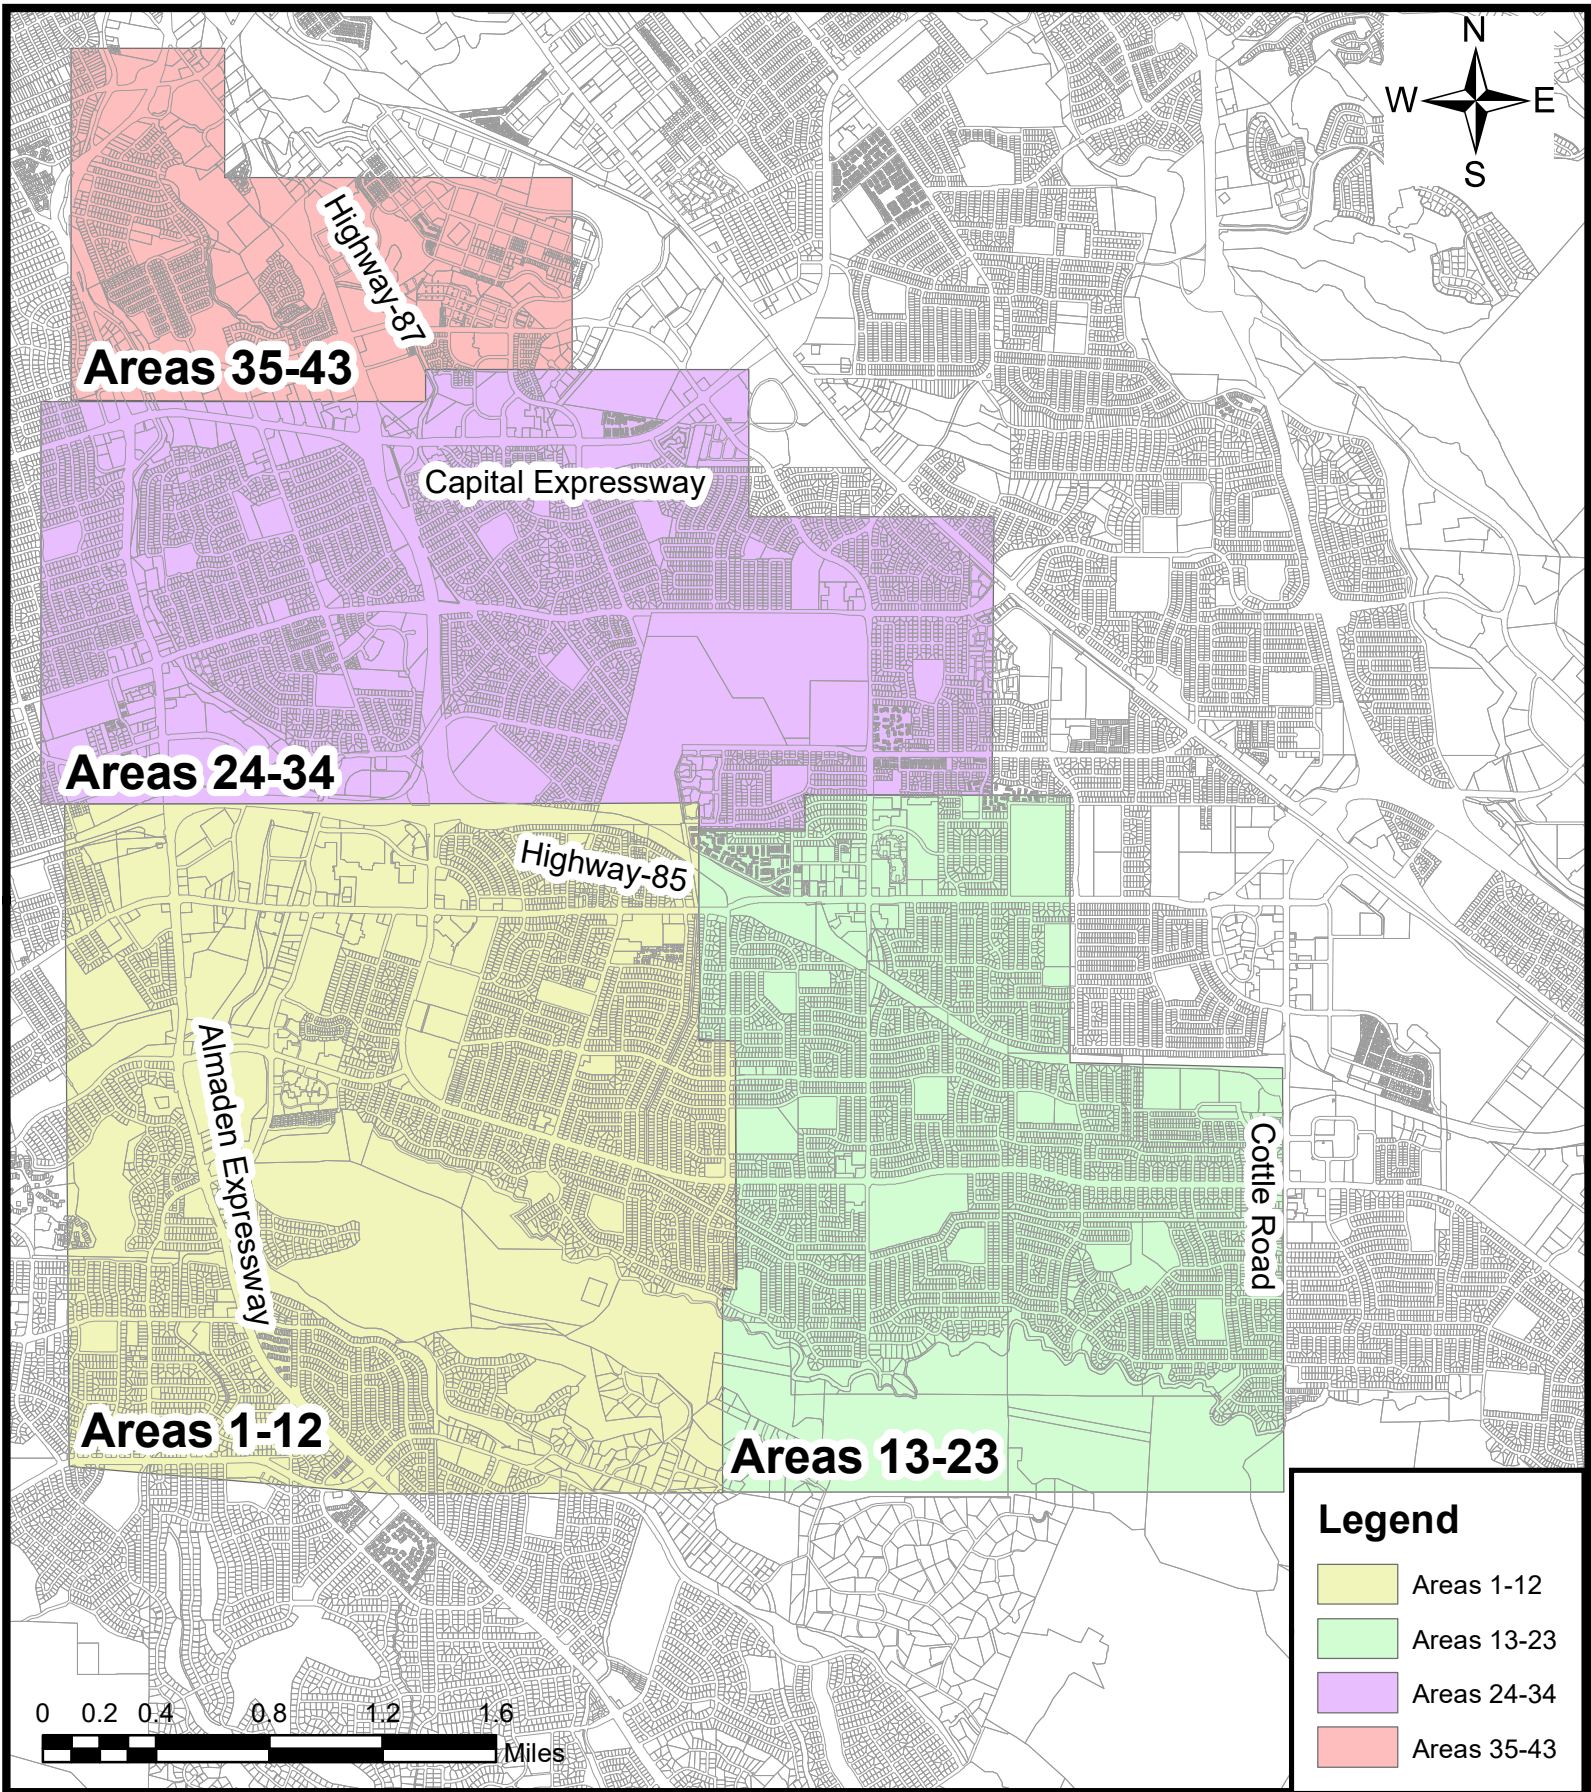 N
W E
S
Highway-87
Areas 35-43
Capital Expressway
Areas 24-34
Highway-85
Almaden Expressway
Cottle Road
Areas 1-12
Areas 13-23
Legend
Areas 1-12
Areas 13-23
Areas 24-34
Areas 35-43
0 0.2 0.4 0.8 1.2 1.6
Miles